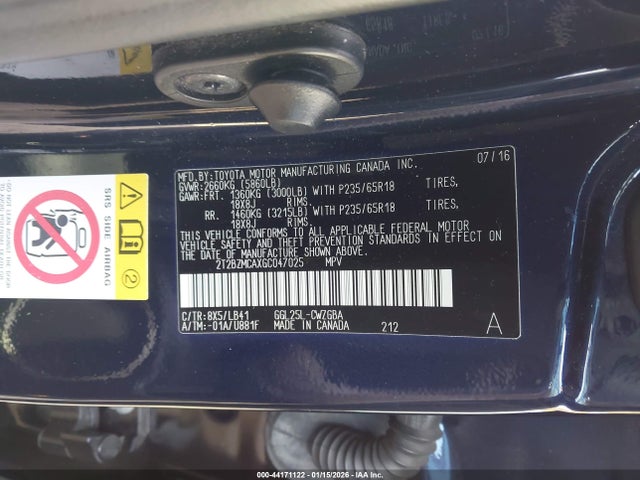 MFD. BY:TOYOTA MOTOR MANUFACTURING CANADA INC. 07/16
GVWR:2660KG (5860LB)
GAWR:FRT. 1360KG (3000LB) WITH P235/65R18 TIRES,
18X8J RIMS
RR. 1460KG (3215LB) WITH P235/65R18 TIRES,
18X8J RIMS
THIS VEHICLE CONFORMS TO ALL APPLICABLE FEDERAL MOTOR
VEHICLE SAFETY AND THEFT PREVENTION STANDARDS IN EFFECT ON
THE DATE OF MANUFACTURE SHOWN ABOVE.
2T2BZMCAXGC047025 MPV
C/TR:8X5/LB41 GGL25L-CWZGBA
A/TM:-01A/U881F MADE IN CANADA 212 A
SRS SIDE AIRBAG
2
000-44171122 - 01/15/2026 - IAA Inc.